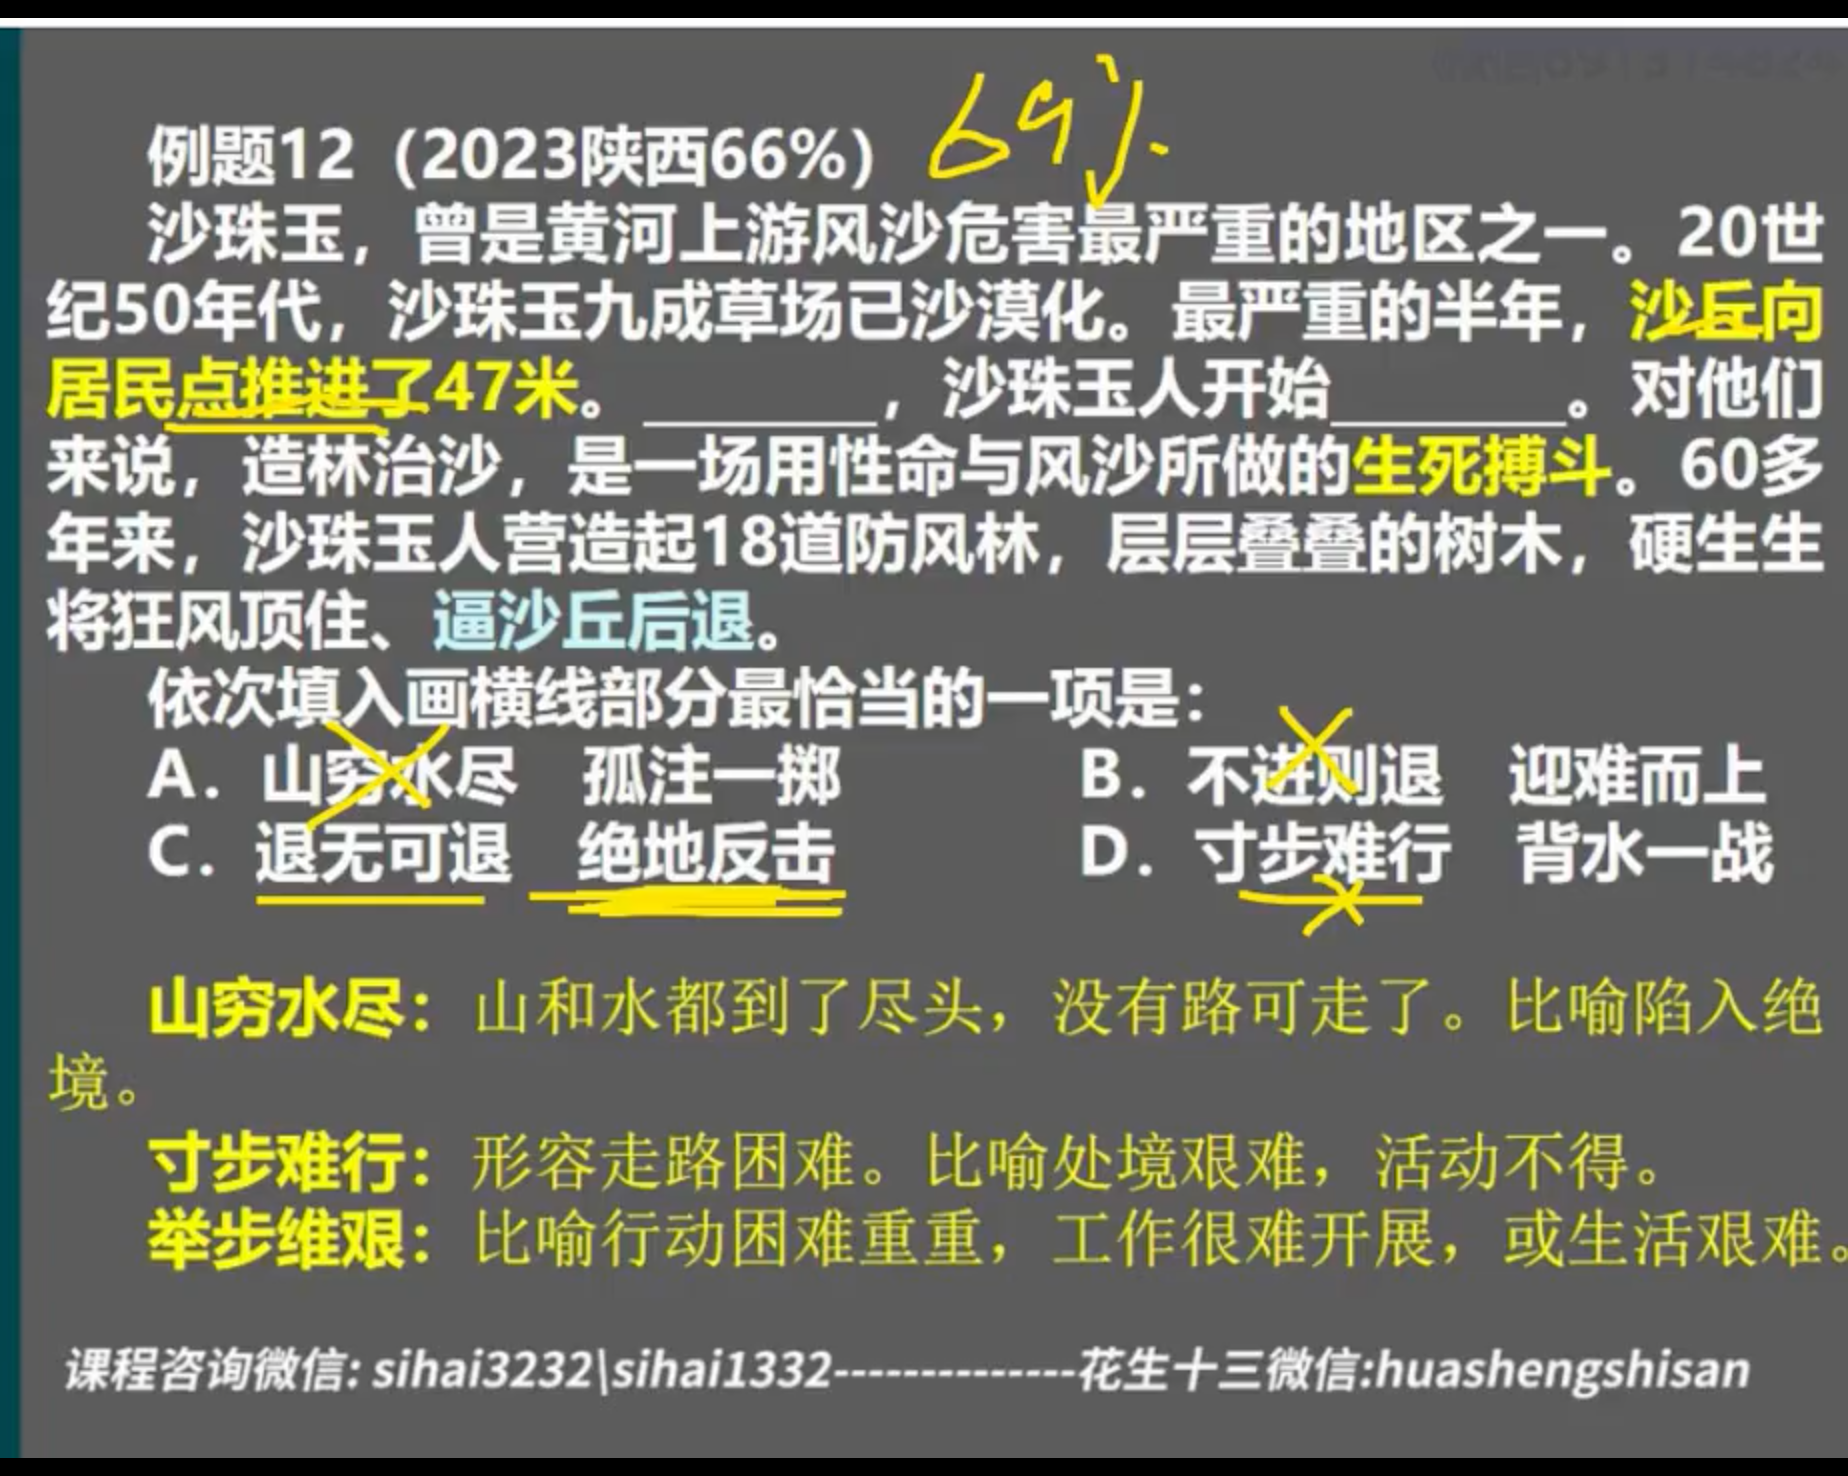 69%
例题12（2023陕西66%）
沙珠玉，曾是黄河上游风沙危害最严重的地区之一。20世
纪50年代，沙珠玉九成草场已沙漠化。最严重的半年，沙丘向
居民点推进了47米。________，沙珠玉人开始________。对他们
来说，造林治沙，是一场用性命与风沙所做的生死搏斗。60多
年来，沙珠玉人营造起18道防风林，层层叠叠的树木，硬生生
将狂风顶住、逼沙丘后退。
依次填入画横线部分最恰当的一项是：
A．山穷水尽 孤注一掷 B．不进则退 迎难而上
C．退无可退 绝地反击 D．寸步难行 背水一战
山穷水尽：山和水都到了尽头，没有路可走了。比喻陷入绝
境。
寸步难行：形容走路困难。比喻处境艰难，活动不得。
举步维艰：比喻行动困难重重，工作很难开展，或生活艰难。
课程咨询微信: sihai3232\sihai1332--------------花生十三微信:huashengshisan